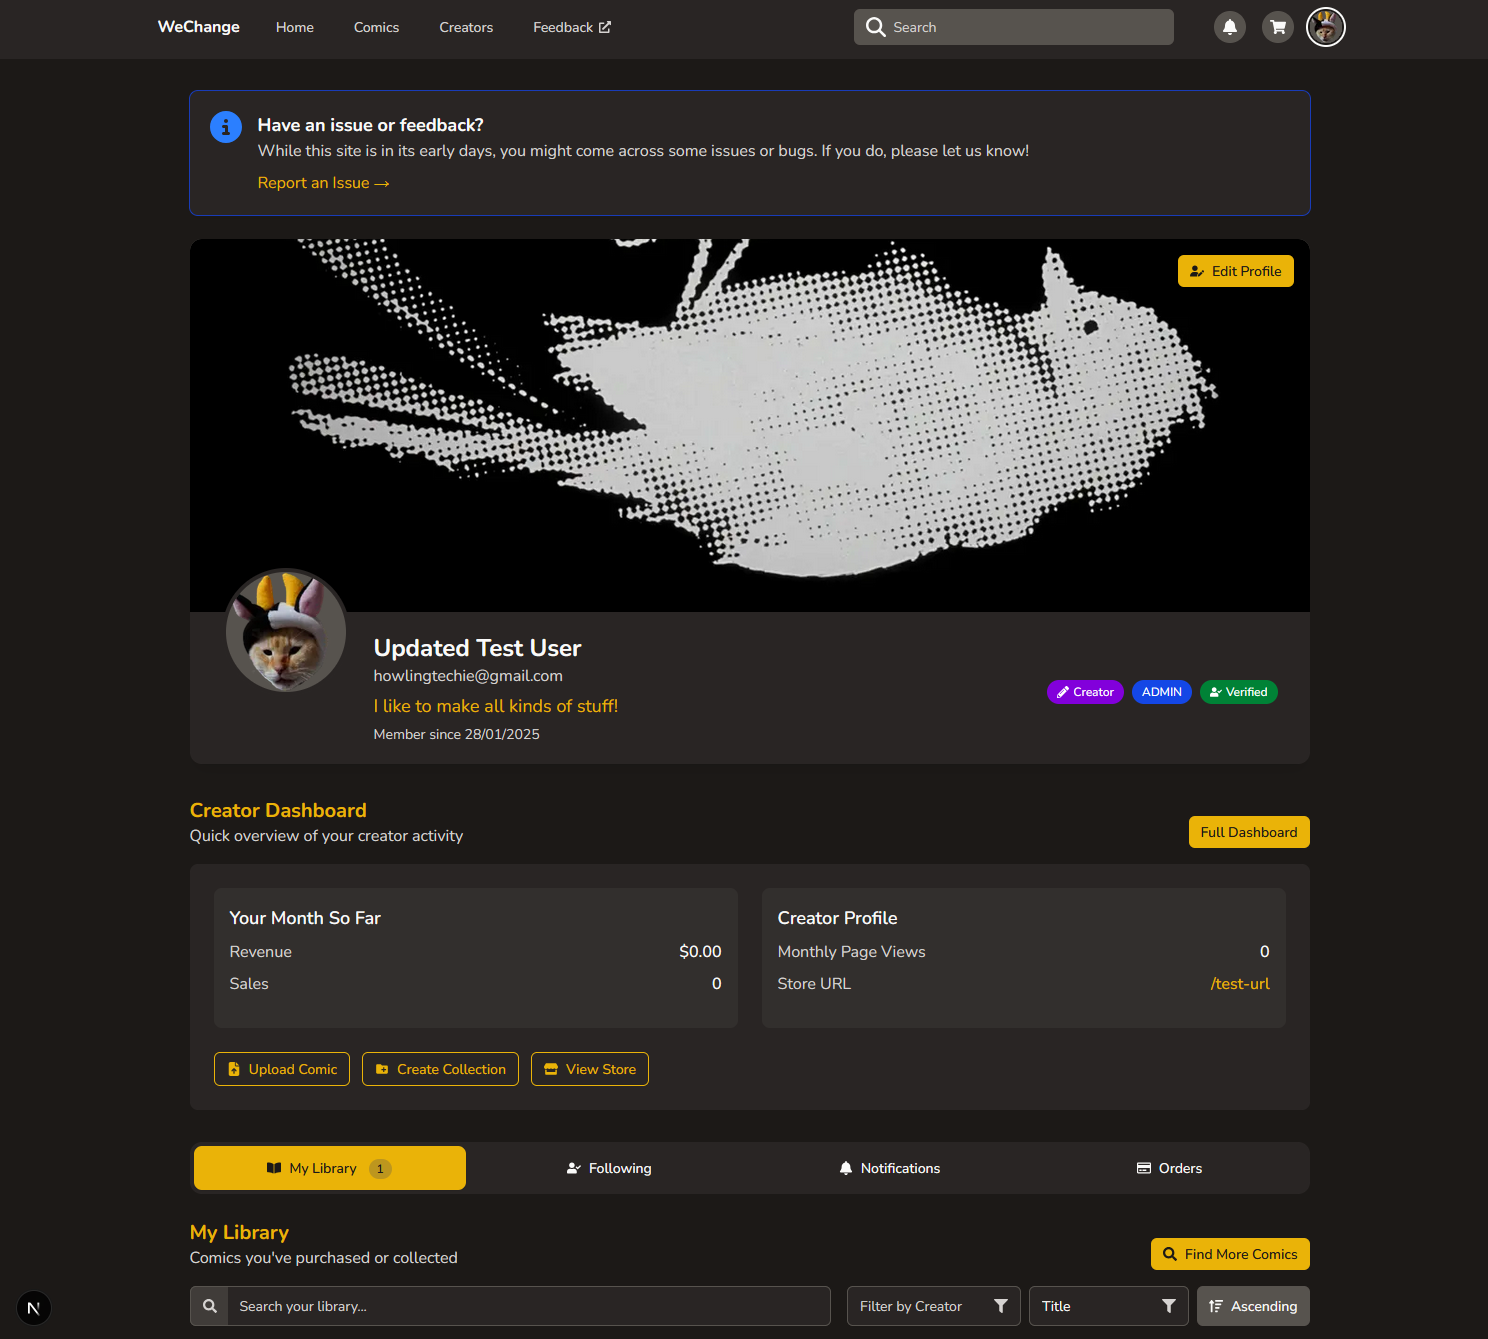 WeChange Home Comics Creators Feedback Search
Have an issue or feedback?
While this site is in its early days, you might come across some issues or bugs. If you do, please let us know!
Report an Issue →
Edit Profile
Updated Test User
howlingtechie@gmail.com
I like to make all kinds of stuff!
Member since 28/01/2025
Creator ADMIN Verified
Creator Dashboard
Quick overview of your creator activity
Full Dashboard
Your Month So Far
Revenue $0.00
Sales 0
Creator Profile
Monthly Page Views 0
Store URL /test-url
Upload Comic Create Collection View Store
My Library 1 Following Notifications Orders
My Library
Comics you've purchased or collected
Find More Comics
Search your library... Filter by Creator Title Ascending
N